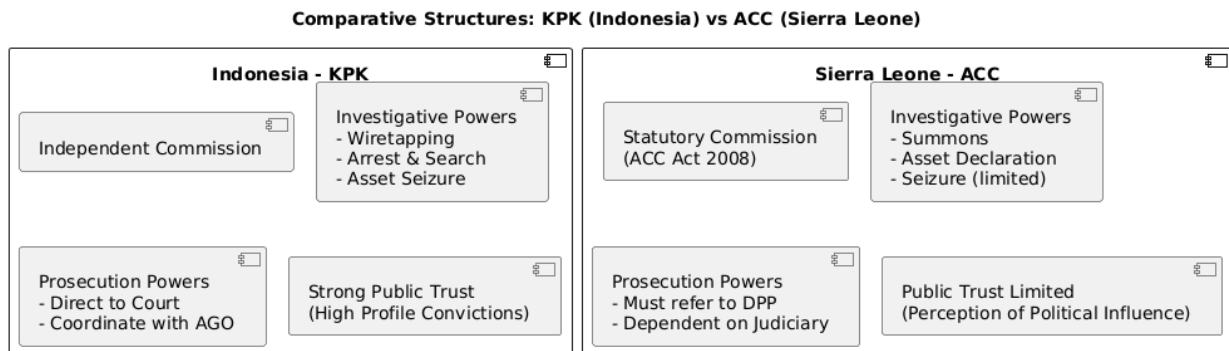 Comparative Structures: KPK (Indonesia) vs ACC (Sierra Leone)
Indonesia - KPK
Independent Commission
Investigative Powers
- Wiretapping
- Arrest & Search
- Asset Seizure
Prosecution Powers
- Direct to Court
- Coordinate with AGO
Strong Public Trust
(High Profile Convictions)
Sierra Leone - ACC
Statutory Commission
(ACC Act 2008)
Investigative Powers
- Summons
- Asset Declaration
- Seizure (limited)
Prosecution Powers
- Must refer to DPP
- Dependent on Judiciary
Public Trust Limited
(Perception of Political Influence)